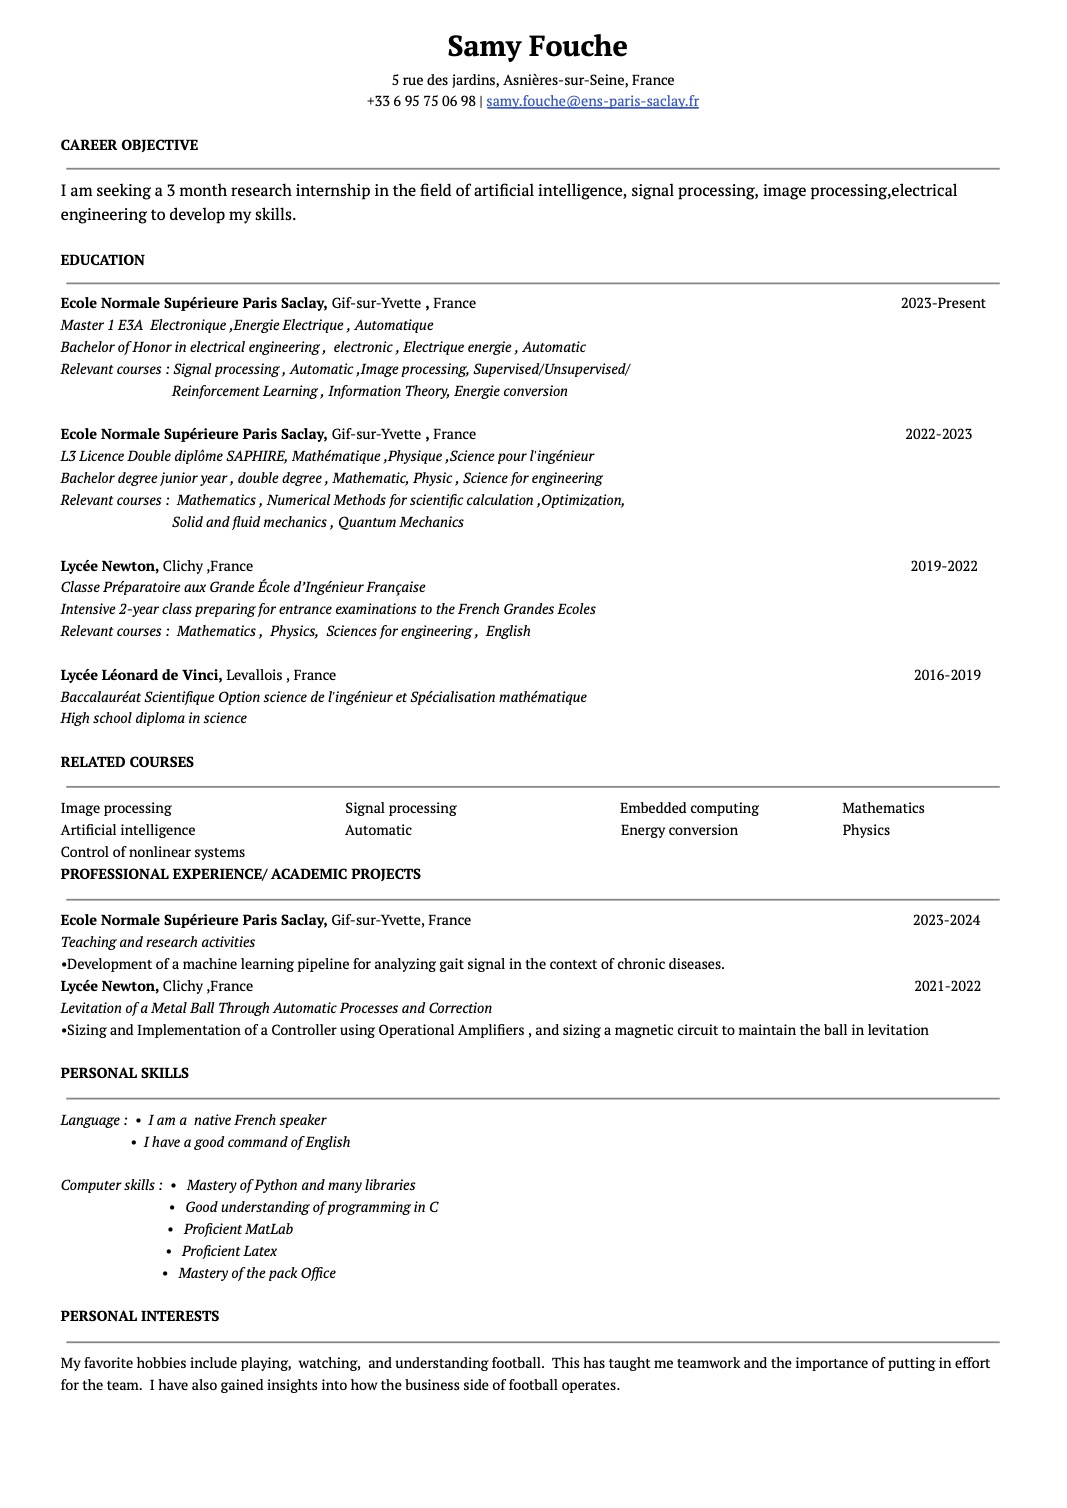 Samy Fouche
5 rue des jardins, Asnières-sur-Seine, France
+33 6 95 75 06 98 | samy.fouche@ens-paris-saclay.fr
CAREER OBJECTIVE
I am seeking a 3 month research internship in the field of artificial intelligence, signal processing, image processing,electrical
engineering to develop my skills.
EDUCATION
Ecole Normale Supérieure Paris Saclay, Gif-sur-Yvette , France 2023-Present
Master 1 E3A Electronique ,Energie Electrique , Automatique
Bachelor of Honor in electrical engineering , electronic , Electrique energie , Automatic
Relevant courses : Signal processing , Automatic ,Image processing, Supervised/Unsupervised/
Reinforcement Learning , Information Theory, Energie conversion
Ecole Normale Supérieure Paris Saclay, Gif-sur-Yvette , France 2022-2023
L3 Licence Double diplôme SAPHIRE, Mathématique ,Physique ,Science pour l'ingénieur
Bachelor degree junior year , double degree , Mathematic, Physic , Science for engineering
Relevant courses : Mathematics , Numerical Methods for scientific calculation ,Optimization,
Solid and fluid mechanics , Quantum Mechanics
Lycée Newton, Clichy ,France 2019-2022
Classe Préparatoire aux Grande École d’Ingénieur Française
Intensive 2-year class preparing for entrance examinations to the French Grandes Ecoles
Relevant courses : Mathematics , Physics, Sciences for engineering , English
Lycée Léonard de Vinci, Levallois , France 2016-2019
Baccalauréat Scientifique Option science de l'ingénieur et Spécialisation mathématique
High school diploma in science
RELATED COURSES
Image processing Signal processing Embedded computing Mathematics
Artificial intelligence Automatic Energy conversion Physics
Control of nonlinear systems
PROFESSIONAL EXPERIENCE/ ACADEMIC PROJECTS
Ecole Normale Supérieure Paris Saclay, Gif-sur-Yvette, France 2023-2024
Teaching and research activities
•Development of a machine learning pipeline for analyzing gait signal in the context of chronic diseases.
Lycée Newton, Clichy ,France 2021-2022
Levitation of a Metal Ball Through Automatic Processes and Correction
•Sizing and Implementation of a Controller using Operational Amplifiers , and sizing a magnetic circuit to maintain the ball in levitation
PERSONAL SKILLS
Language : • I am a native French speaker
• I have a good command of English
Computer skills : • Mastery of Python and many libraries
• Good understanding of programming in C
• Proficient MatLab
• Proficient Latex
• Mastery of the pack Office
PERSONAL INTERESTS
My favorite hobbies include playing, watching, and understanding football. This has taught me teamwork and the importance of putting in effort
for the team. I have also gained insights into how the business side of football operates.